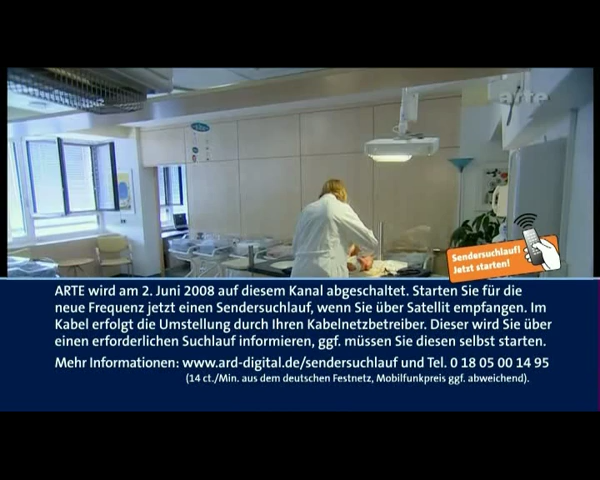 arte
Sendersuchlauf!
Jetzt starten!
ARTE wird am 2. Juni 2008 auf diesem Kanal abgeschaltet. Starten Sie für die
neue Frequenz jetzt einen Sendersuchlauf, wenn Sie über Satellit empfangen. Im
Kabel erfolgt die Umstellung durch Ihren Kabelnetzbetreiber. Dieser wird Sie über
einen erforderlichen Suchlauf informieren, ggf. müssen Sie diesen selbst starten.
Mehr Informationen: www.ard-digital.de/sendersuchlauf und Tel. 0 18 05 00 14 95
(14 ct./Min. aus dem deutschen Festnetz, Mobilfunkpreis ggf. abweichend).